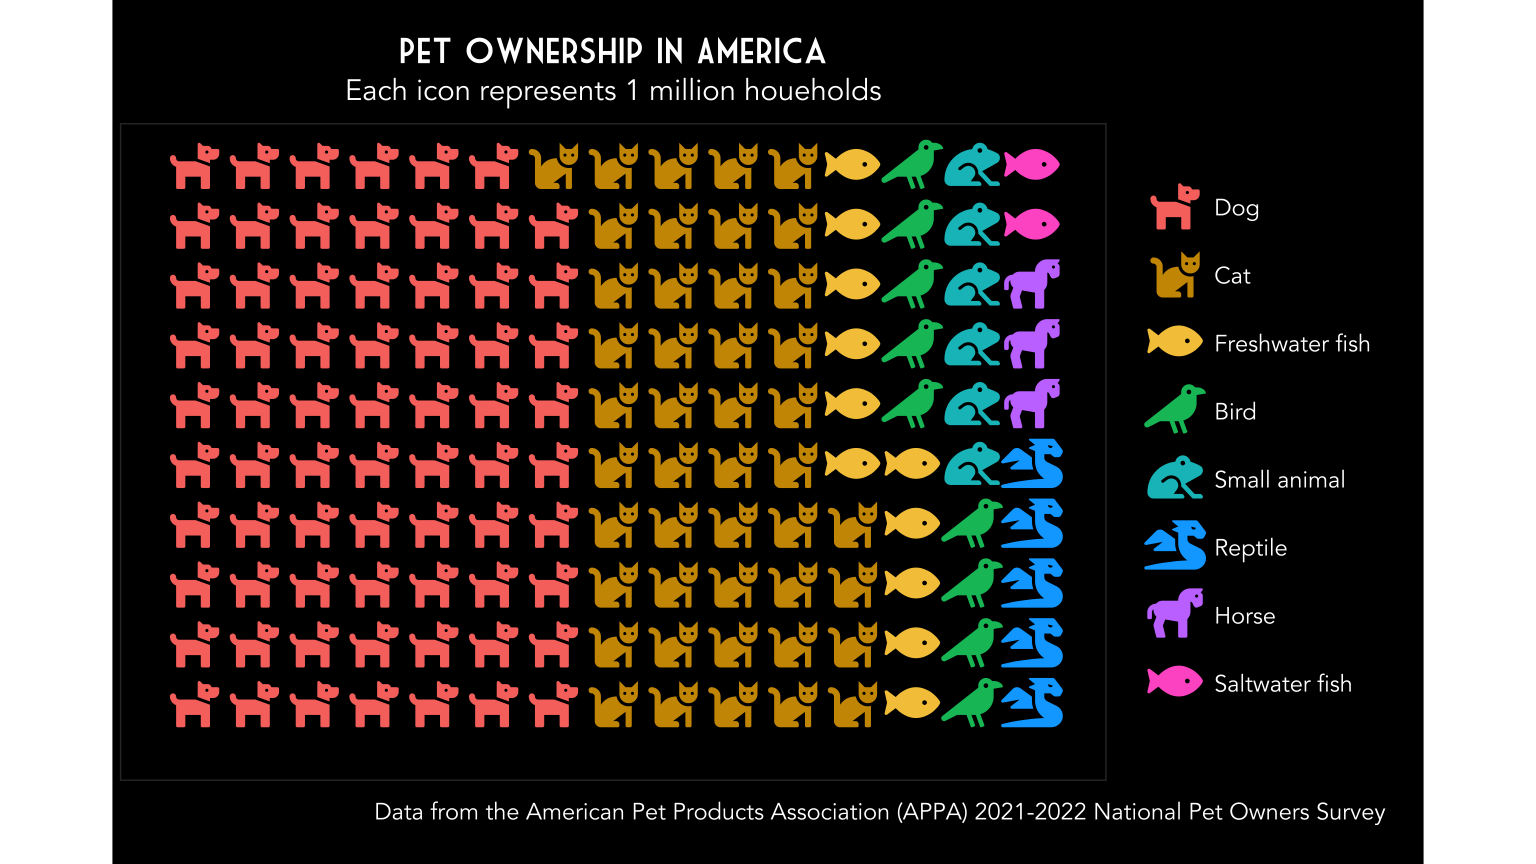 PET OWNERSHIP IN AMERICA
Each icon represents 1 million houeholds
Dog
Cat
Freshwater fish
Bird
Small animal
Reptile
Horse
Saltwater fish
Data from the American Pet Products Association (APPA) 2021-2022 National Pet Owners Survey